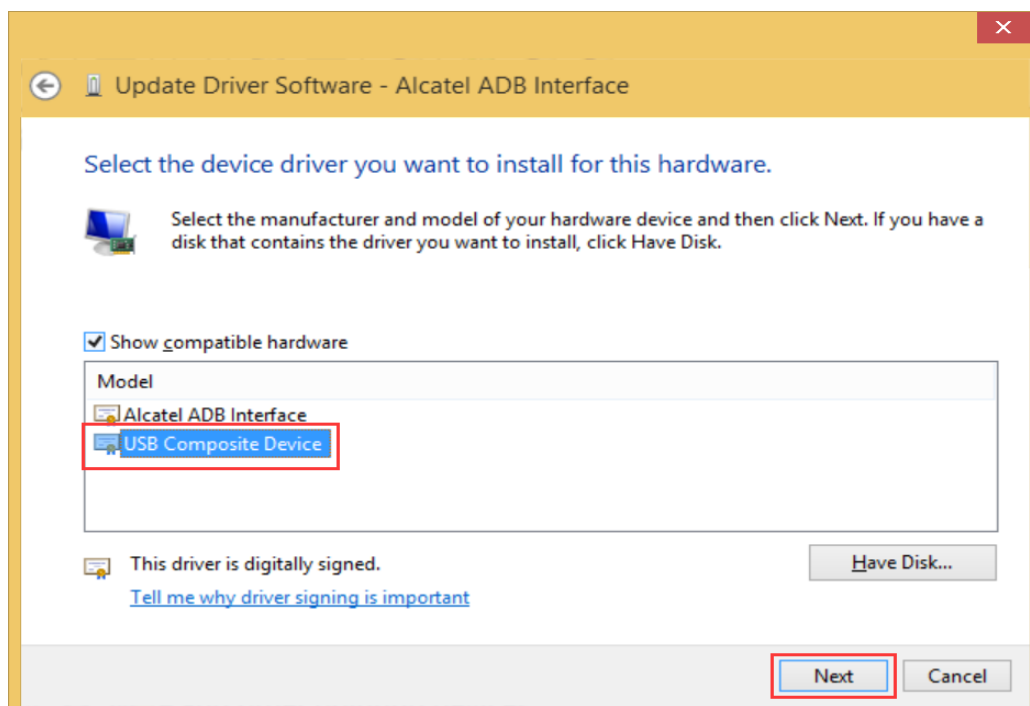 Update Driver Software - Alcatel ADB Interface
Select the device driver you want to install for this hardware.
Select the manufacturer and model of your hardware device and then click Next. If you have a
disk that contains the driver you want to install, click Have Disk.
Show compatible hardware
Model
Alcatel ADB Interface
USB Composite Device
This driver is digitally signed.
Have Disk...
Tell me why driver signing is important
Next
Cancel